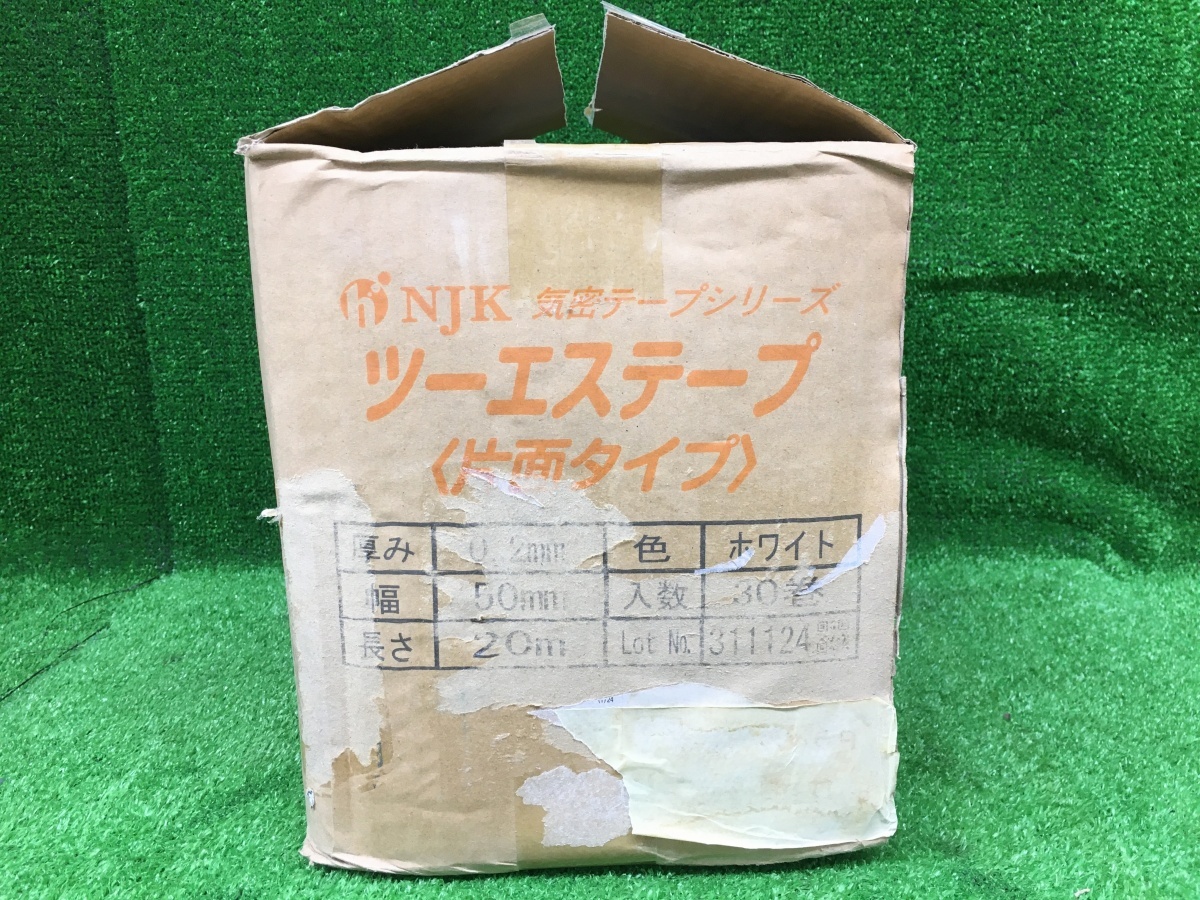 NJK 気密テープシリーズ
ツーエステープ
〈片面タイプ〉
厚み 0.2mm 色 ホワイト
幅 50mm 入数 30巻
長さ 20m Lot No. 311124